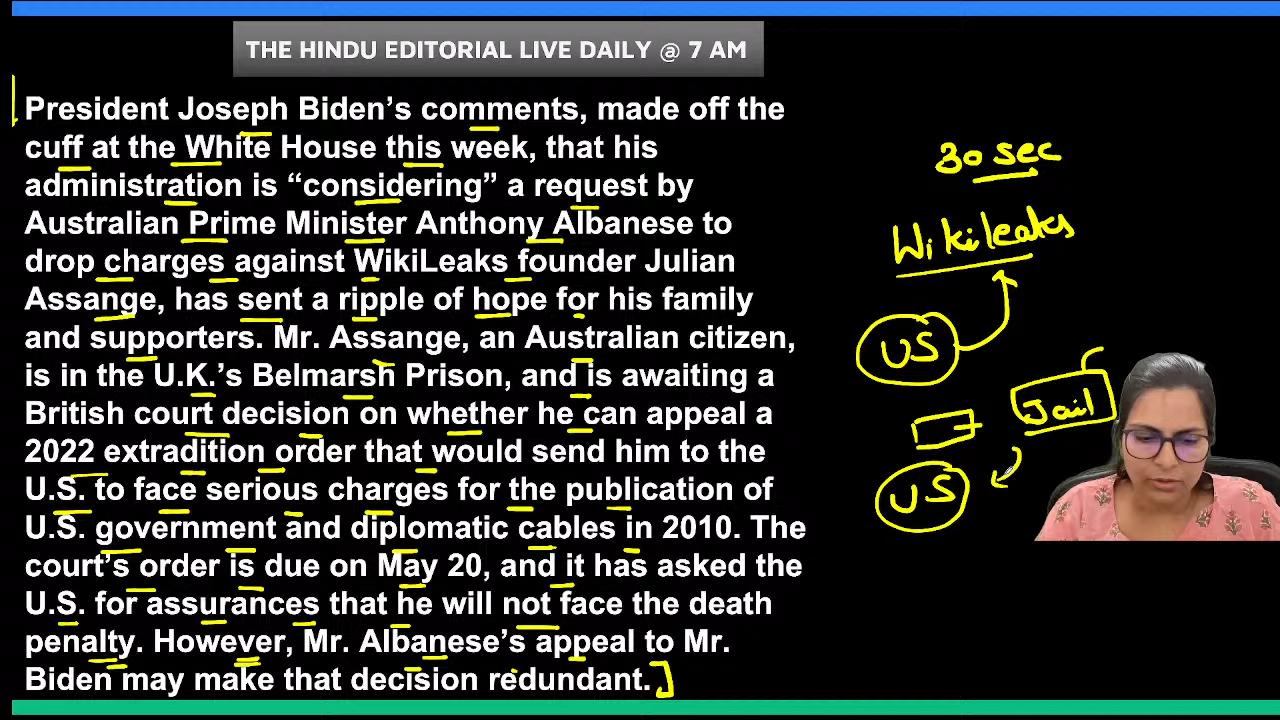 THE HINDU EDITORIAL LIVE DAILY @ 7 AM
President Joseph Biden’s comments, made off the
cuff at the White House this week, that his
administration is “considering” a request by
Australian Prime Minister Anthony Albanese to
drop charges against WikiLeaks founder Julian
Assange, has sent a ripple of hope for his family
and supporters. Mr. Assange, an Australian citizen,
is in the U.K.’s Belmarsh Prison, and is awaiting a
British court decision on whether he can appeal a
2022 extradition order that would send him to the
U.S. to face serious charges for the publication of
U.S. government and diplomatic cables in 2010. The
court’s order is due on May 20, and it has asked the
U.S. for assurances that he will not face the death
penalty. However, Mr. Albanese’s appeal to Mr.
Biden may make that decision redundant.
30 sec
Wikileaks
US
Jail
US